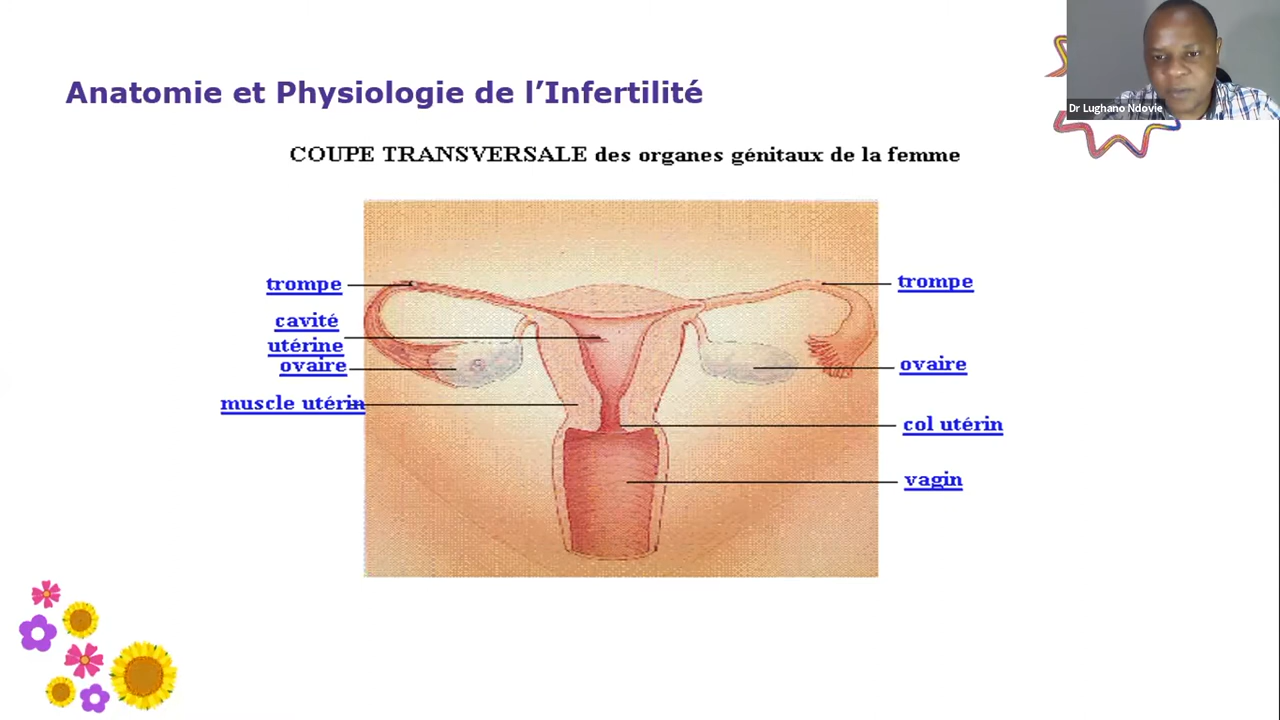 Dr Lughano Ndovie
Anatomie et Physiologie de l’Infertilité
COUPE TRANSVERSALE des organes génitaux de la femme
trompe
cavité
utérine
ovaire
muscle utérin
trompe
ovaire
col utérin
vagin